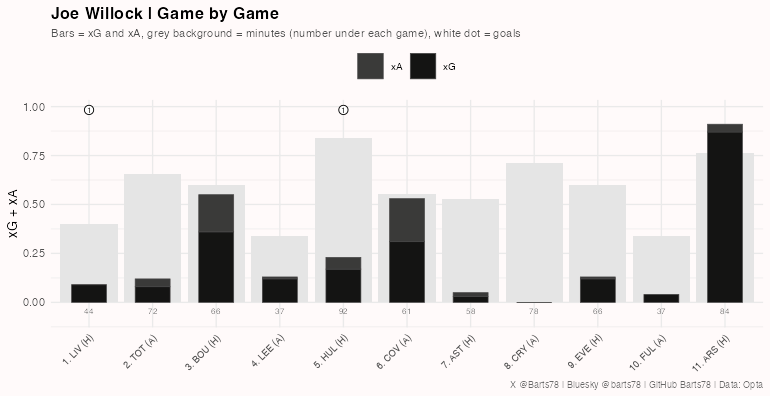 Joe Willock | Game by Game
Bars = xG and xA, grey background = minutes (number under each game), white dot = goals
xA xG
1.00
0.75
0.50
0.25
0.00
xG + xA
1 1
44 72 66 37 92 61 58 78 66 37 84
1. LIV (H) 2. TOT (A) 3. BOU (H) 4. LEE (A) 5. HUL (H) 6. COV (A) 7. AST (H) 8. CRY (A) 9. EVE (H) 10. FUL (A) 11. ARS (H)
X @Barts78 | Bluesky @barts78 | GitHub Barts78 | Data: Opta